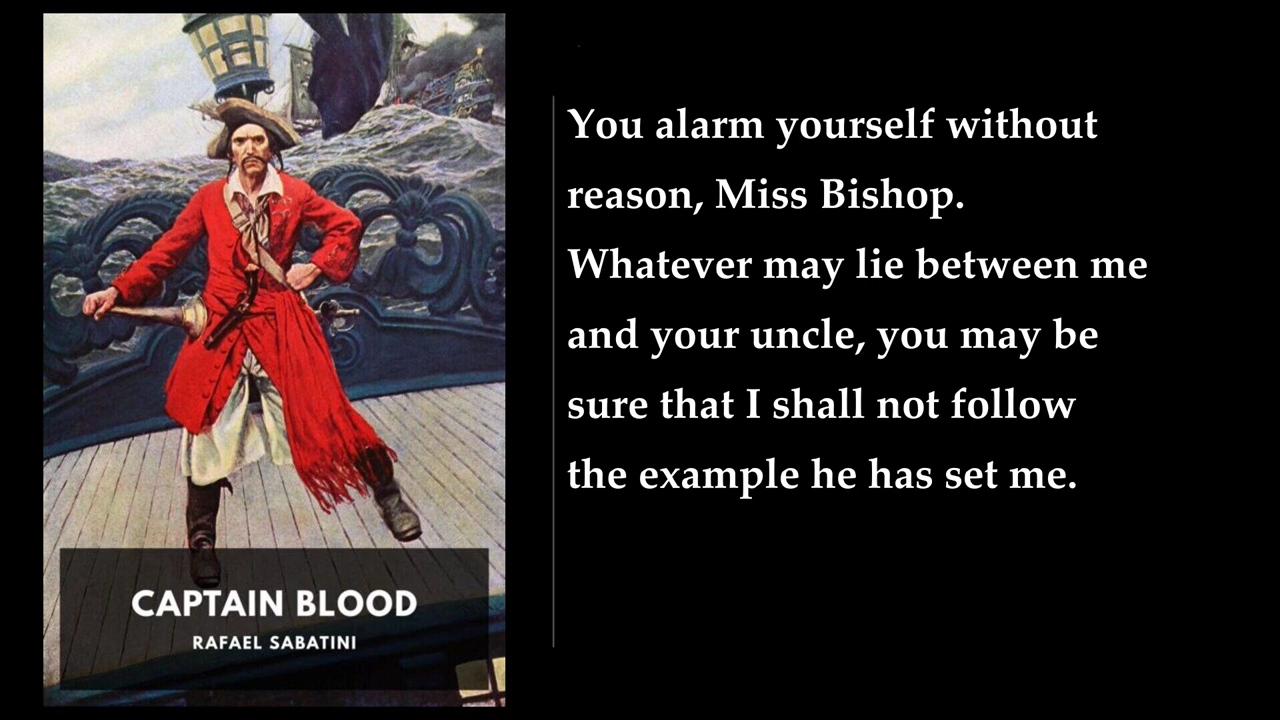 CAPTAIN BLOOD
RAFAEL SABATINI
You alarm yourself without
reason, Miss Bishop.
Whatever may lie between me
and your uncle, you may be
sure that I shall not follow
the example he has set me.